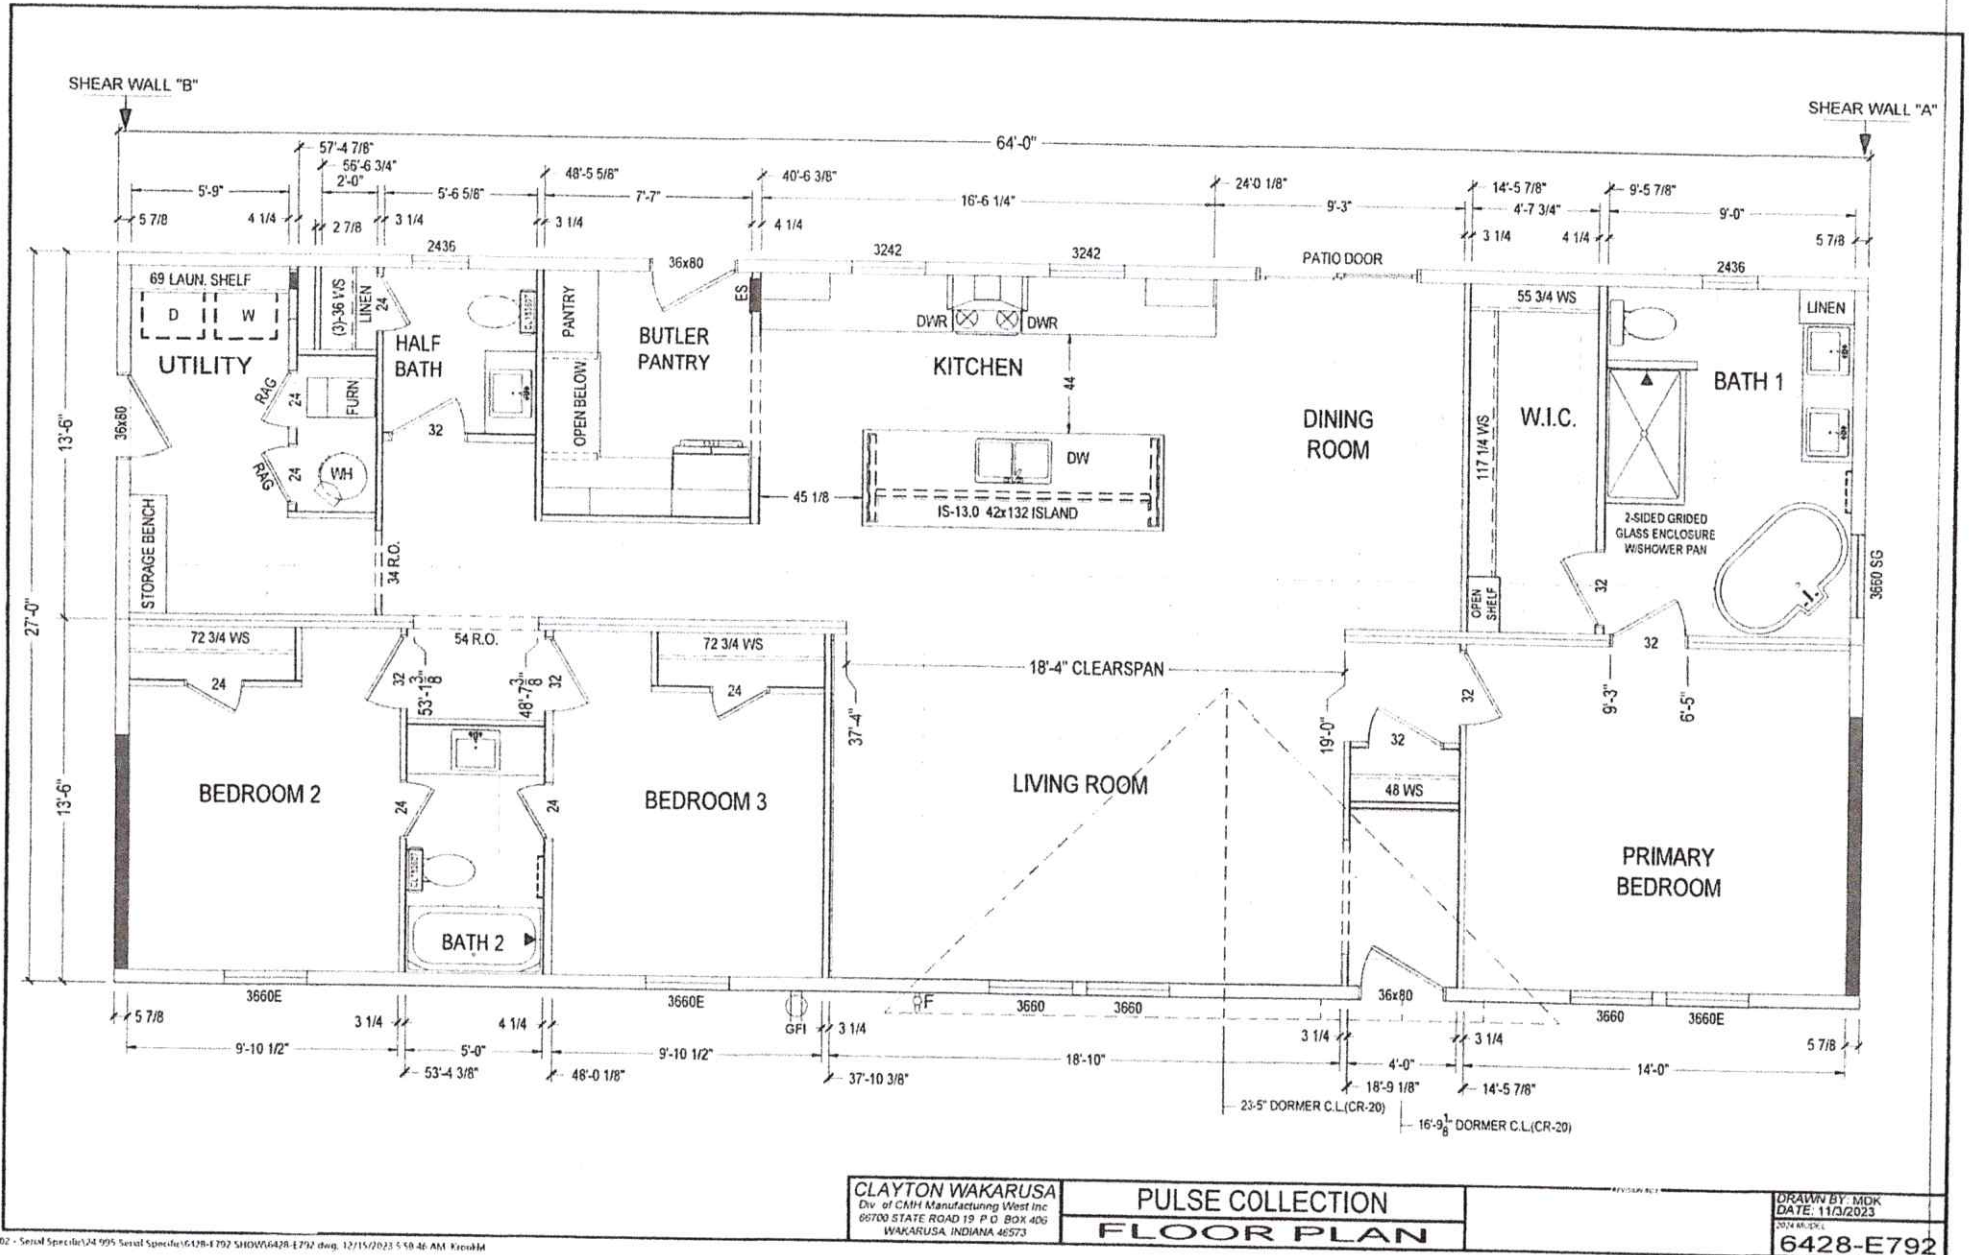 SHEAR WALL "B"
SHEAR WALL "A"
64'-0"
57'-4 7/8"
56'-6 3/4"
2'-0"
5'-9"
5'-6 5/8"
48'-5 5/8"
7'-7"
40'-6 3/8"
16'-6 1/4"
24'0 1/8"
9'-3"
14'-5 7/8"
4'-7 3/4"
9'-5 7/8"
9'-0"
5 7/8
4 1/4
2 7/8
3 1/4
3 1/4
4 1/4
3 1/4
4 1/4
5 7/8
2436
36x80
3242
3242
PATIO DOOR
2436
69 LAUN. SHELF
D
W
UTILITY
(3)-36 WS
LINEN
24
HALF
BATH
PANTRY
BUTLER
PANTRY
ES
DWR
DWR
KITCHEN
44
55 3/4 WS
LINEN
BATH 1
RAG
24
FURN
32
OPEN BELOW
DINING
ROOM
W.I.C.
117 1/4 WS
36x80
RAG
24
WH
DW
45 1/8
IS-13.0 42x132 ISLAND
2-SIDED GRIDED
GLASS ENCLOSURE
W/SHOWER PAN
STORAGE BENCH
34 R.O.
OPEN
SHELF
32
3660 SG
27'-0"
13'-6"
13'-6"
72 3/4 WS
54 R.O.
72 3/4 WS
18'-4" CLEARSPAN
32
24
32
53'-1 3/8"
48'-7 3/8"
32
24
37'-4"
19'-0"
32
32
9'-3"
6'-5"
BEDROOM 2
24
24
BEDROOM 3
LIVING ROOM
48 WS
PRIMARY
BEDROOM
BATH 2
3660E
3660E
GFI
F
3660
3660
36x80
3660
3660E
5 7/8
3 1/4
4 1/4
3 1/4
3 1/4
3 1/4
5 7/8
9'-10 1/2"
5'-0"
9'-10 1/2"
18'-10"
4'-0"
14'-0"
53'-4 3/8"
48'-0 1/8"
37'-10 3/8"
18'-9 1/8"
14'-5 7/8"
23-5" DORMER C.L.(CR-20)
16'-9 1/8" DORMER C.L.(CR-20)
CLAYTON WAKARUSA
Div of CMH Manufacturing West Inc
66700 STATE ROAD 19 P O BOX 406
WAKARUSA, INDIANA 46573
PULSE COLLECTION
FLOOR PLAN
DRAWN BY: MDK
DATE: 11/3/2023
2024 MODEL
6428-E792